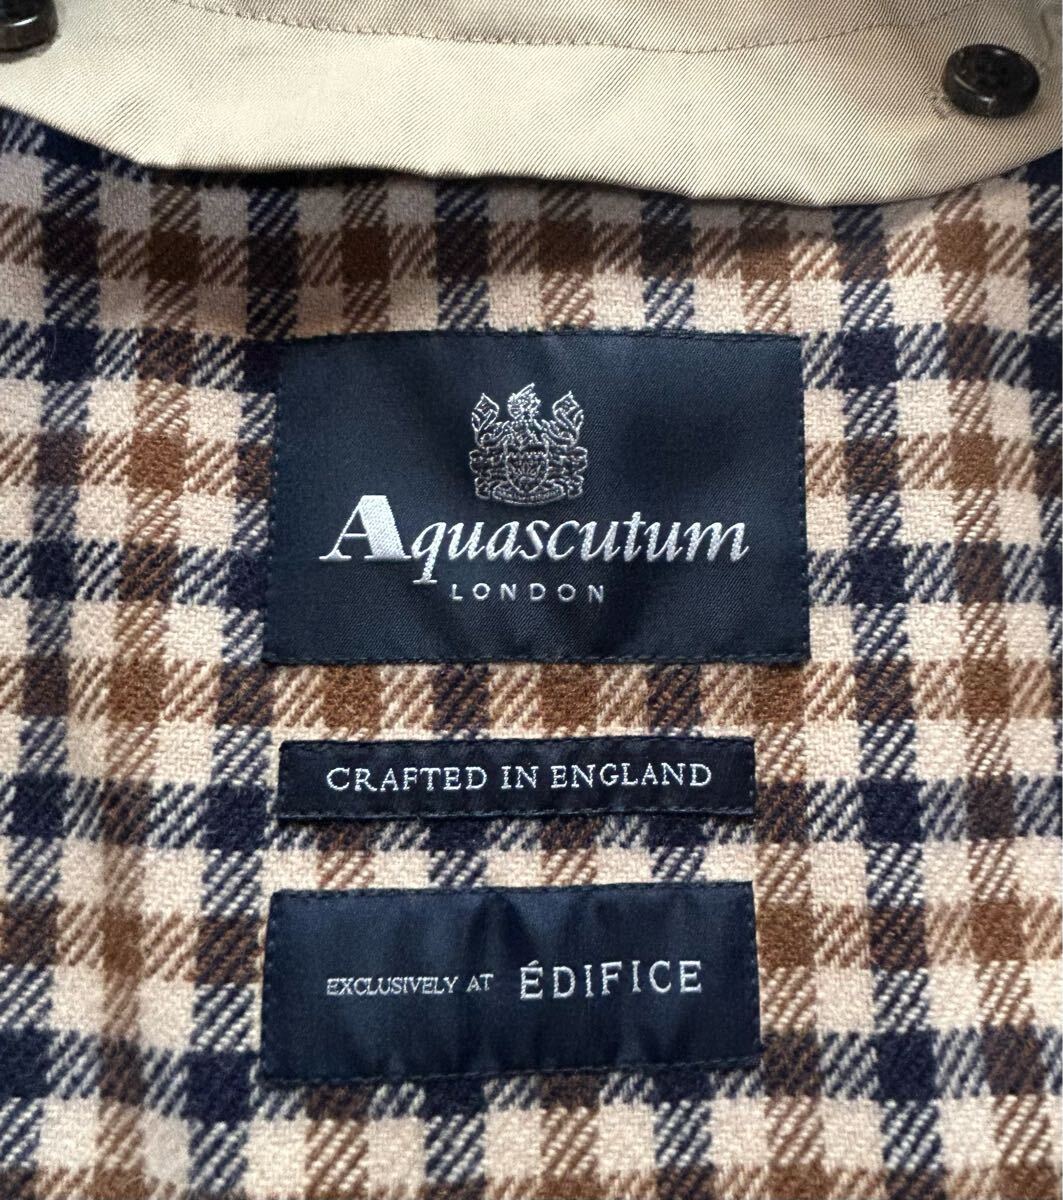 Aquascutum
LONDON
CRAFTED IN ENGLAND
EXCLUSIVELY AT ÉDIFICE